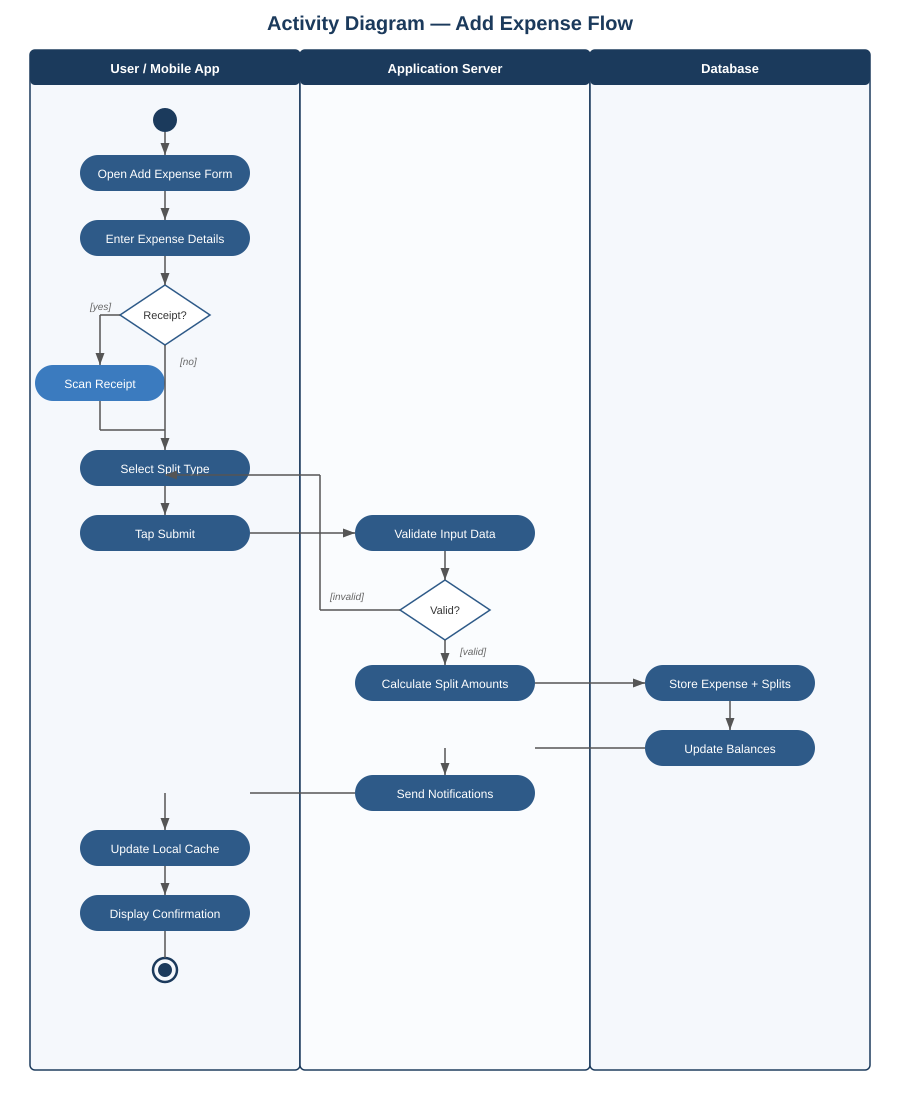 Activity Diagram — Add Expense Flow
User / Mobile App
Application Server
Database
Open Add Expense Form
Enter Expense Details
[yes]
Receipt?
[no]
Scan Receipt
Select Split Type
Tap Submit
Validate Input Data
[invalid]
Valid?
[valid]
Calculate Split Amounts
Store Expense + Splits
Update Balances
Send Notifications
Update Local Cache
Display Confirmation